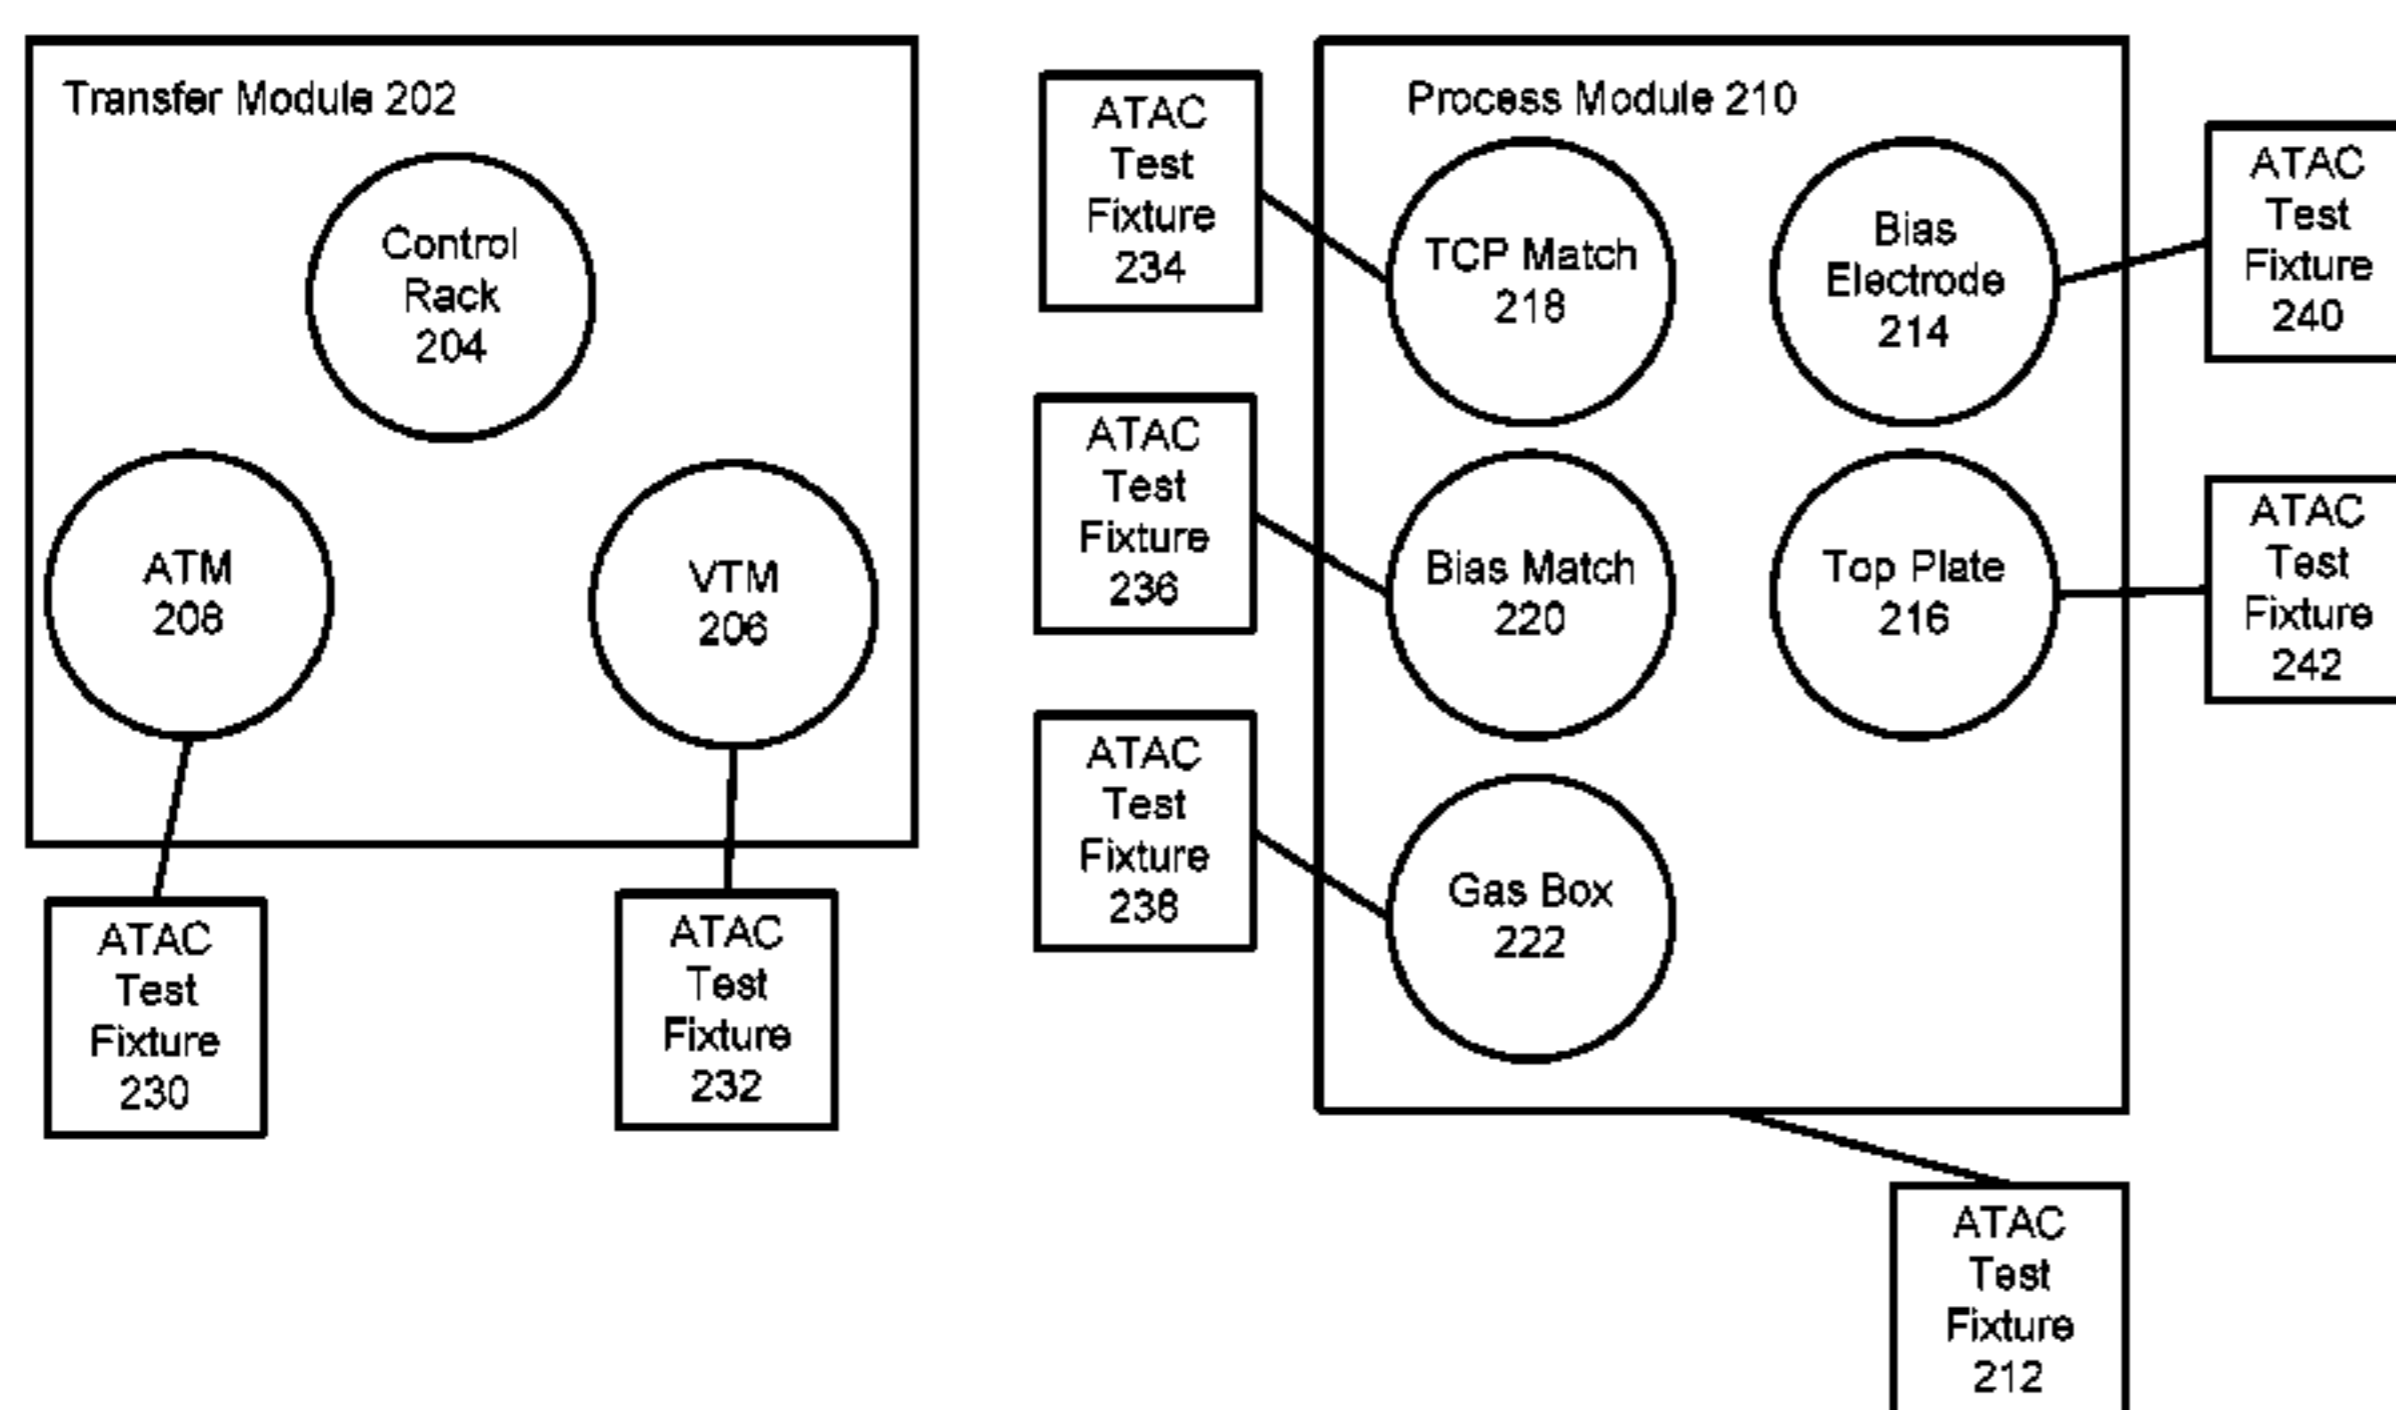 Transfer Module 202
Control
Rack
204
ATM
208
VTM
206
ATAC
Test
Fixture
230
ATAC
Test
Fixture
232
ATAC
Test
Fixture
234
ATAC
Test
Fixture
236
ATAC
Test
Fixture
238
Process Module 210
TCP Match
218
Bias
Electrode
214
Bias Match
220
Top Plate
216
Gas Box
222
ATAC
Test
Fixture
240
ATAC
Test
Fixture
242
ATAC
Test
Fixture
212